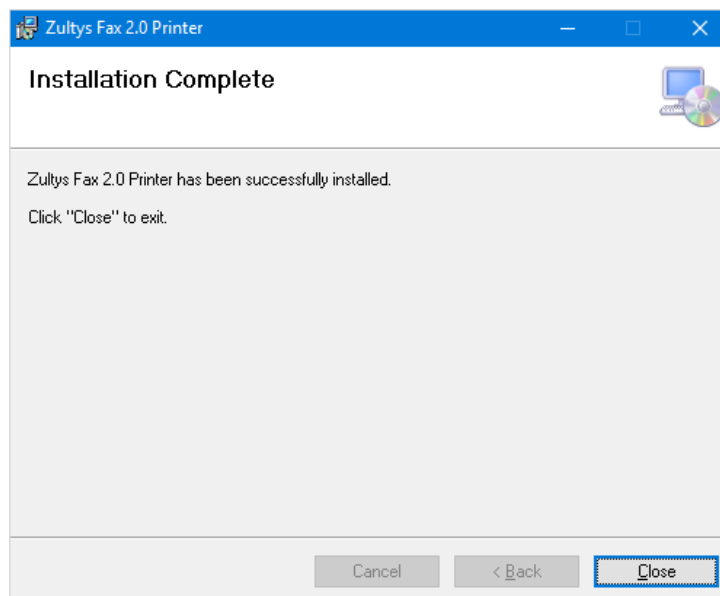 Zultys Fax 2.0 Printer
Installation Complete
Zultys Fax 2.0 Printer has been successfully installed.
Click "Close" to exit.
Cancel
< Back
Close